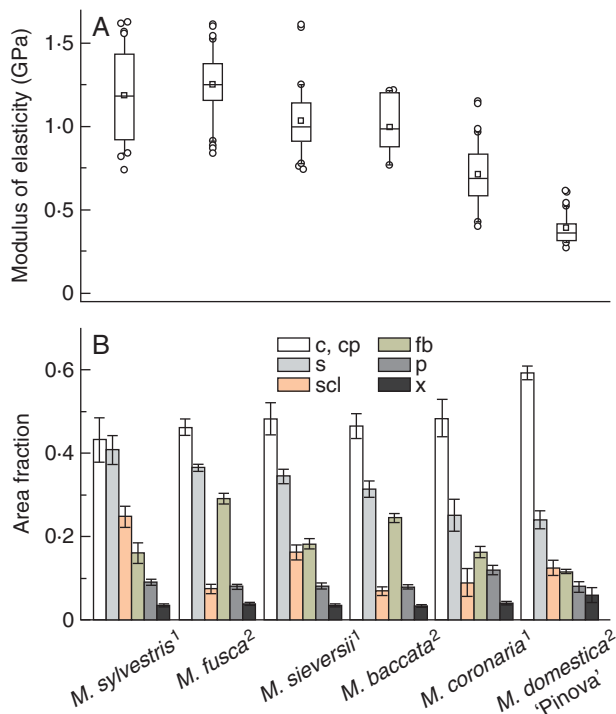 A
Modulus of elasticity (GPa)
1·5
1·0
0·5
0
B
c, cp
s
scl
fb
p
x
Area fraction
0·6
0·4
0·2
0
M. sylvestris1
M. fusca2
M. sieversii1
M. baccata2
M. coronaria1
M. domestica2
‘Pinova’